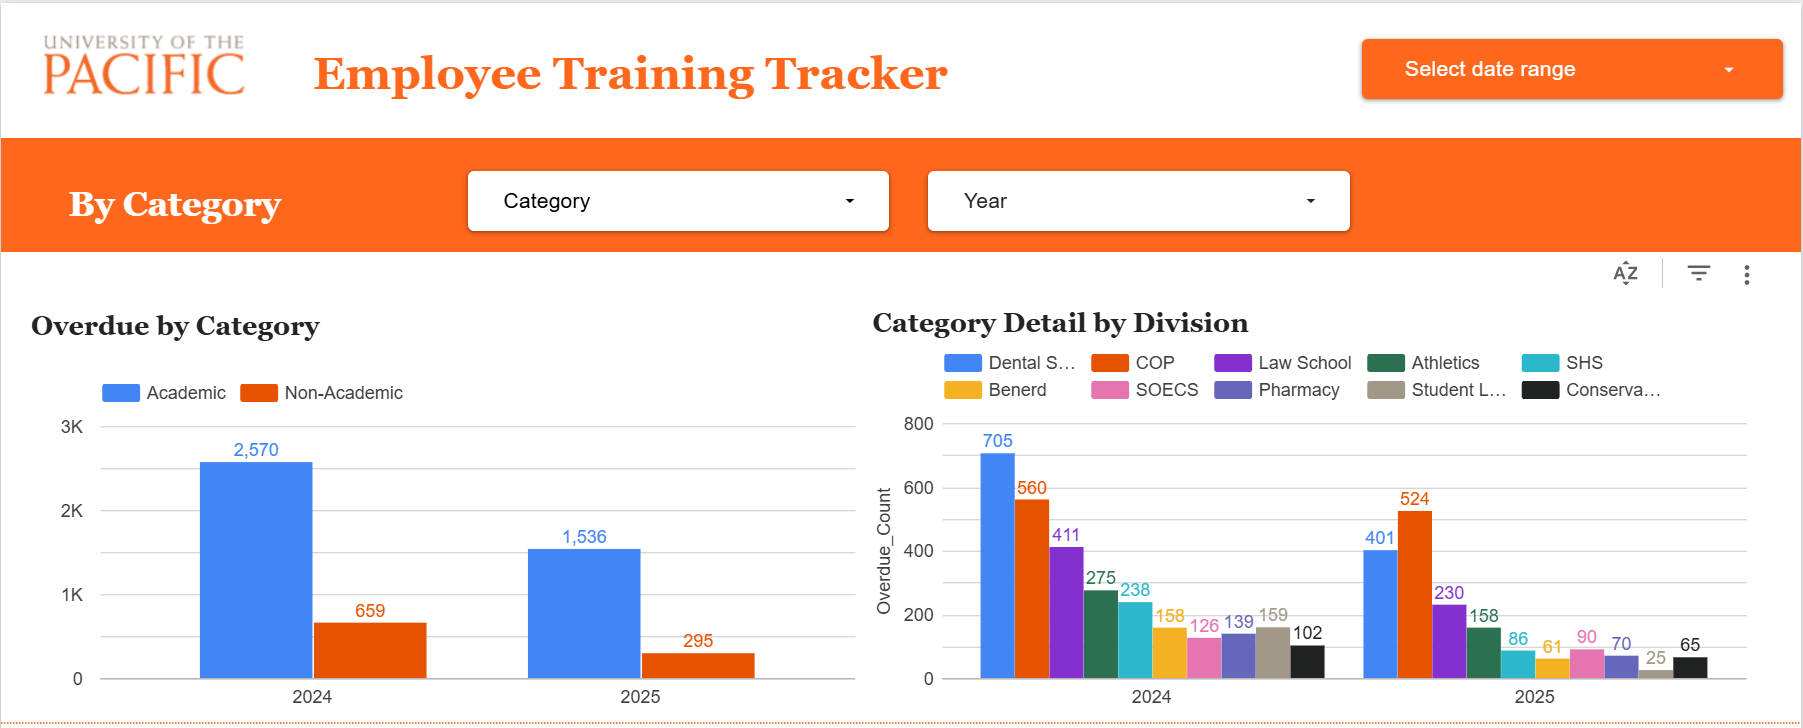 UNIVERSITY OF THE
PACIFIC
Employee Training Tracker
Select date range
By Category
Category
Year
AZ
Overdue by Category
Academic
Non-Academic
3K
2K
1K
0
2,570
659
1,536
295
2024
2025
Category Detail by Division
Dental S...
COP
Law School
Athletics
SHS
Benerd
SOECS
Pharmacy
Student L...
Conserva...
Overdue_Count
800
600
400
200
0
705
560
411
275
238
158
126
139
159
102
401
524
230
158
86
61
90
70
25
65
2024
2025